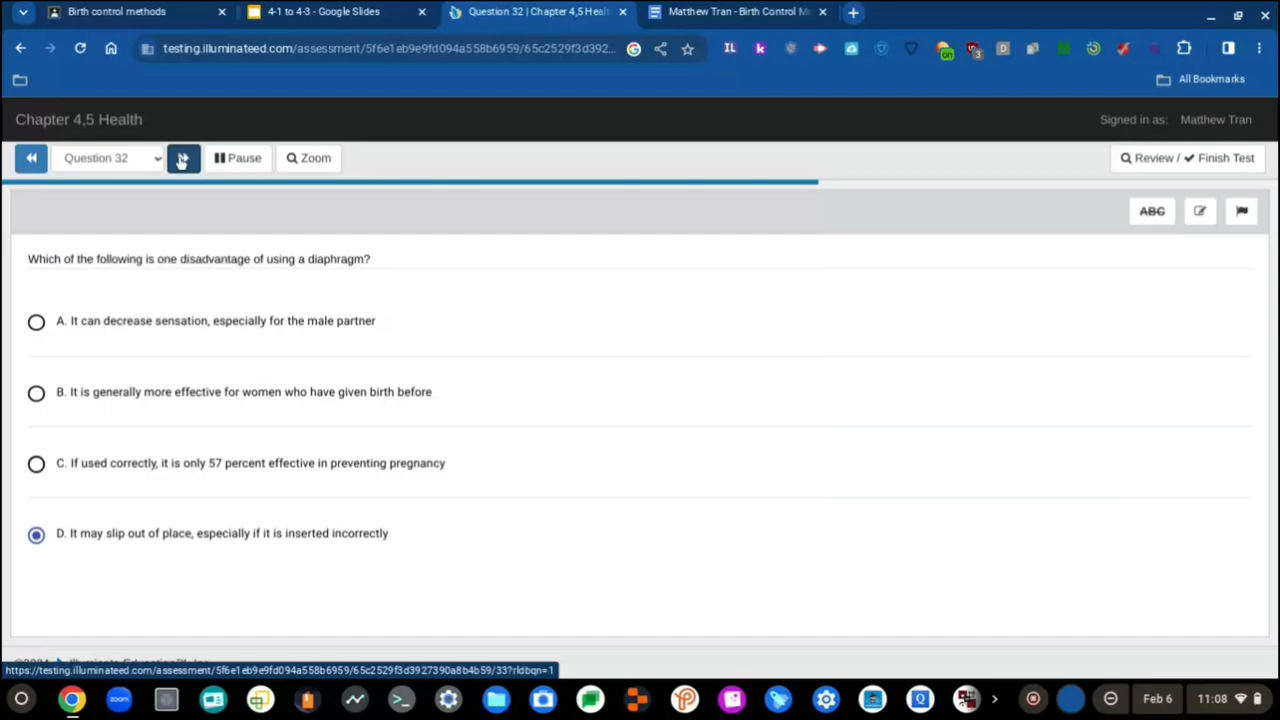 Birth control methods
4-1 to 4-3 - Google Slides
Question 32 | Chapter 4,5 Heal
Matthew Tran - Birth Control M
testing.illuminateed.com/assessment/5f6e1eb9e9fd094a558b6959/65c2529f3d392...
All Bookmarks
Chapter 4,5 Health
Signed in as: Matthew Tran
Question 32
Pause
Zoom
Review / Finish Test
ABC
Which of the following is one disadvantage of using a diaphragm?
A. It can decrease sensation, especially for the male partner
B. It is generally more effective for women who have given birth before
C. If used correctly, it is only 57 percent effective in preventing pregnancy
D. It may slip out of place, especially if it is inserted incorrectly
https://testing.illuminateed.com/assessment/5f6e1eb9e9fd094a558b6959/65c2529f3d3927390a8b4b59/33?rldbqn=1
zoom
Feb 6
11:08